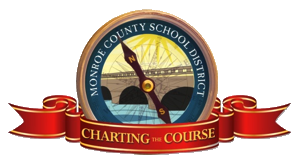 MONROE COUNTY SCHOOL DISTRICT
N
S
CHARTING THE COURSE